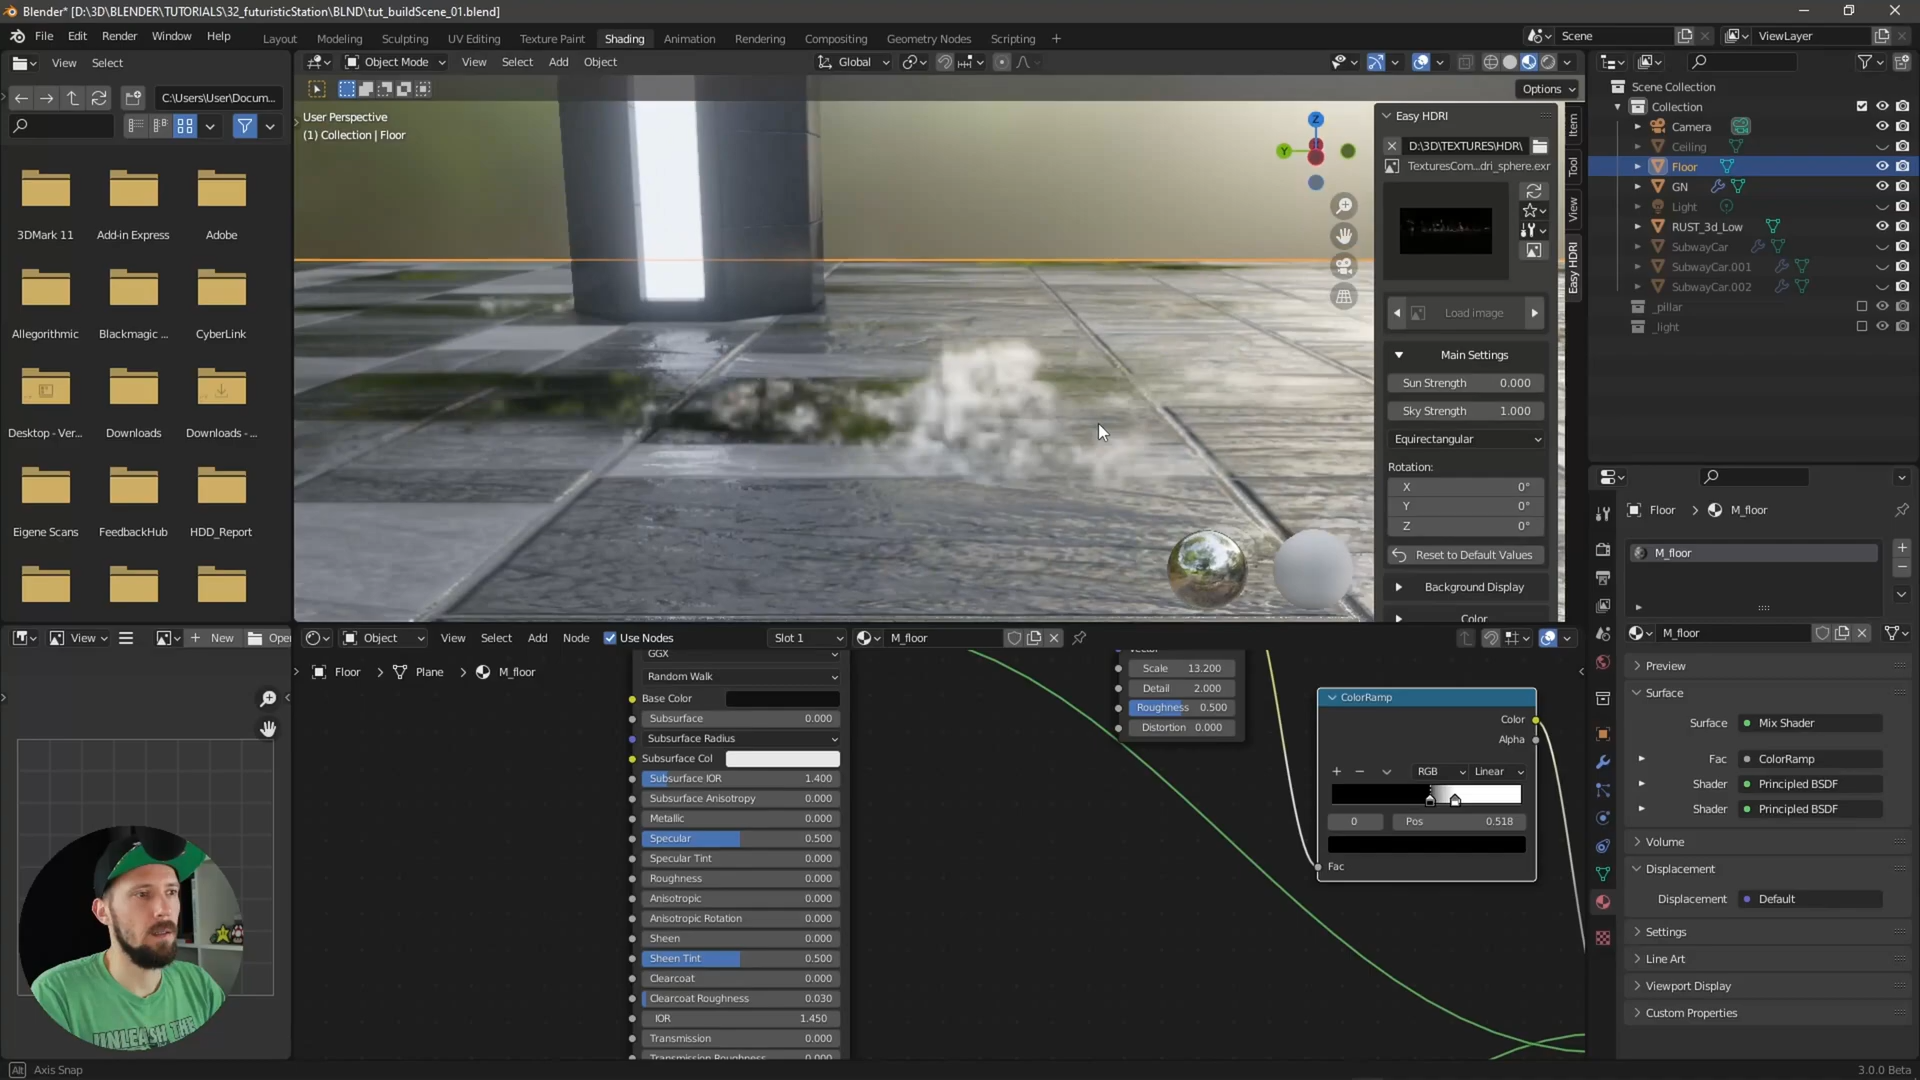 Blender* [D:\3D\BLENDER\TUTORIALS\32_futuristicStation\BLND\tut_buildScene_01.blend]
File Edit Render Window Help
Layout Modeling Sculpting UV Editing Texture Paint Shading Animation Rendering Compositing Geometry Nodes Scripting +
Scene
ViewLayer
View Select
Object Mode View Select Add Object
Global
C:\Users\User\Docum...
Options
User Perspective
(1) Collection | Floor
3DMark 11
Add-in Express
Adobe
Allegorithmic
Blackmagic ...
CyberLink
Desktop - Ver...
Downloads
Downloads - ...
Eigene Scans
FeedbackHub
HDD_Report
Z
Y
Easy HDRI
D:\3D\TEXTURES\HDR\
TexturesCom...dri_sphere.exr
Load image
Main Settings
Sun Strength 0.000
Sky Strength 1.000
Equirectangular
Rotation:
X 0°
Y 0°
Z 0°
Reset to Default Values
Background Display
Color
Item
Tool
View
Easy HDRI
Scene Collection
Collection
Camera
Ceiling
Floor
GN
Light
RUST_3d_Low
SubwayCar
SubwayCar.001
SubwayCar.002
_pillar
_light
View
New
Open
Object View Select Add Node Use Nodes
Slot 1
M_floor
Floor > Plane > M_floor
GGX
Random Walk
Base Color
Subsurface 0.000
Subsurface Radius
Subsurface Col
Subsurface IOR 1.400
Subsurface Anisotropy 0.000
Metallic 0.000
Specular 0.500
Specular Tint 0.000
Roughness 0.000
Anisotropic 0.000
Anisotropic Rotation 0.000
Sheen 0.000
Sheen Tint 0.500
Clearcoat 0.000
Clearcoat Roughness 0.030
IOR 1.450
Transmission 0.000
Transmission Roughness 0.000
Vector
Scale 13.200
Detail 2.000
Roughness 0.500
Distortion 0.000
ColorRamp
Color
Alpha
RGB
Linear
0
Pos 0.518
Fac
Floor > M_floor
M_floor
M_floor
Preview
Surface
Surface Mix Shader
Fac ColorRamp
Shader Principled BSDF
Shader Principled BSDF
Volume
Displacement
Displacement Default
Settings
Line Art
Viewport Display
Custom Properties
UNLEASH THE
Alt Axis Snap
3.0.0 Beta